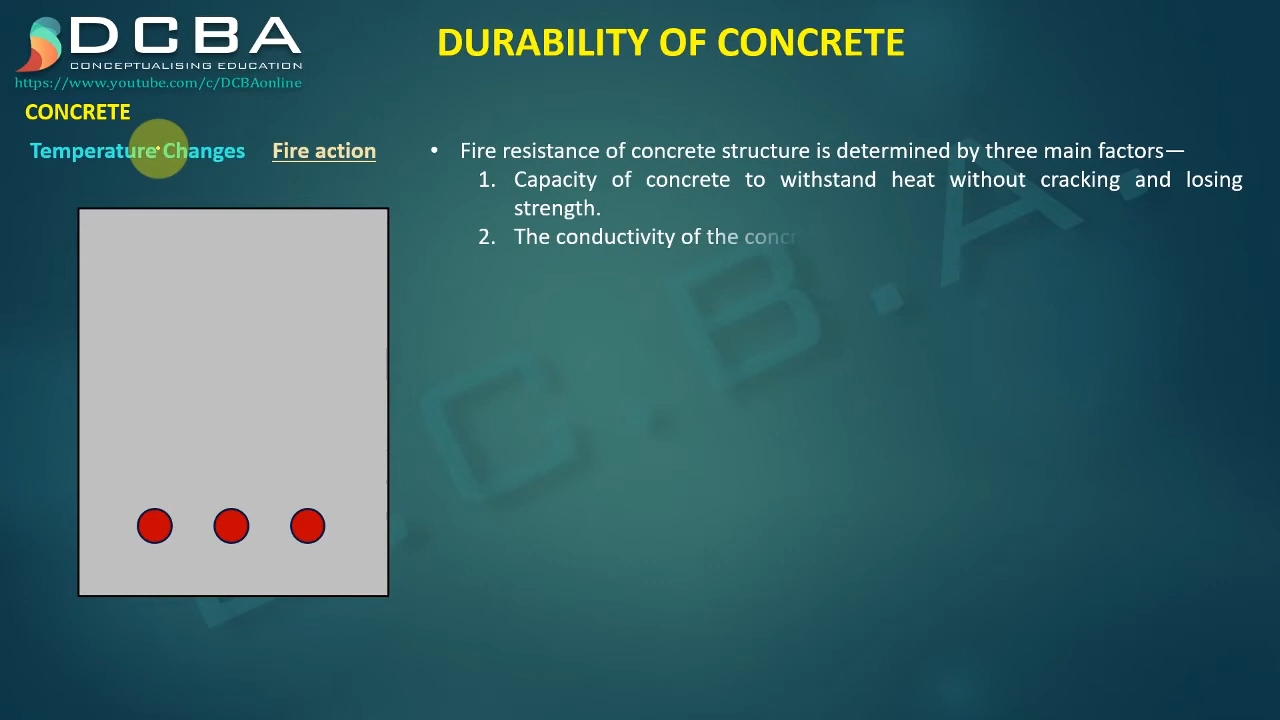 DCBA
CONCEPTUALISING EDUCATION
https://www.youtube.com/c/DCBAonline
DURABILITY OF CONCRETE
CONCRETE
Temperature Changes Fire action
• Fire resistance of concrete structure is determined by three main factors—
1. Capacity of concrete to withstand heat without cracking and losing
strength.
2. The conductivity of the conc
D.C.B.A.